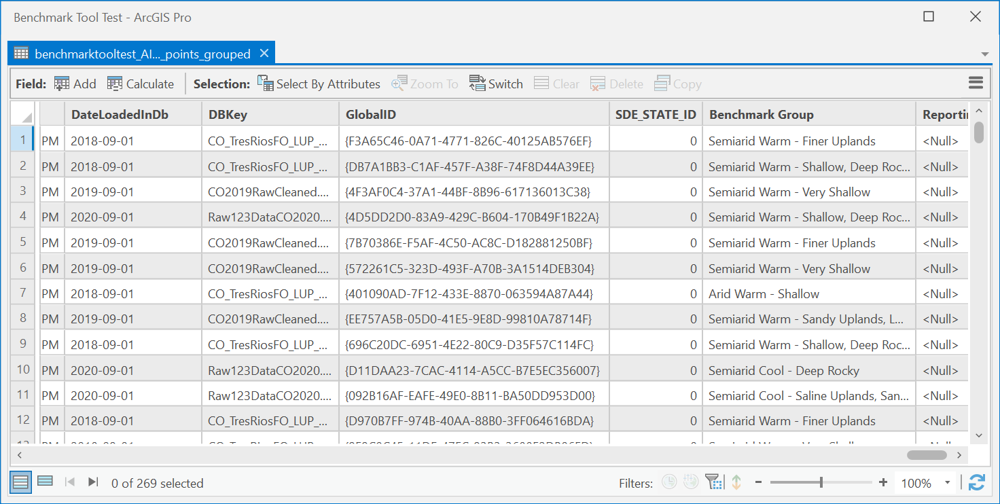 Benchmark Tool Test - ArcGIS Pro
benchmarktooltest_AI..._points_grouped
Field: Add Calculate Selection: Select By Attributes Zoom To Switch Clear Delete Copy
DateLoadedInDb DBKey GlobalID SDE_STATE_ID Benchmark Group Reportin
1 PM 2018-09-01 CO_TresRiosFO_LUP_... {F3A65C46-0A71-4771-826C-40125AB576EF} 0 Semiarid Warm - Finer Uplands <Null>
2 PM 2018-09-01 CO_TresRiosFO_LUP_... {DB7A1BB3-C1AF-457F-A38F-74F8D44A39EE} 0 Semiarid Warm - Shallow, Deep Roc... <Null>
3 PM 2019-09-01 CO2019RawCleaned.... {4F3AF0C4-37A1-44BF-8B96-617136013C38} 0 Semiarid Warm - Very Shallow <Null>
4 PM 2020-09-01 Raw123DataCO2020.... {4D5DD2D0-83A9-429C-B604-170B49F1B22A} 0 Semiarid Warm - Shallow, Deep Roc... <Null>
5 PM 2019-09-01 CO2019RawCleaned.... {7B70386E-F5AF-4C50-AC8C-D182881250BF} 0 Semiarid Warm - Finer Uplands <Null>
6 PM 2019-09-01 CO2019RawCleaned.... {572261C5-323D-493F-A70B-3A1514DEB304} 0 Semiarid Warm - Very Shallow <Null>
7 PM 2018-09-01 CO_TresRiosFO_LUP_... {401090AD-7F12-433E-8870-063594A87A44} 0 Arid Warm - Shallow <Null>
8 PM 2019-09-01 CO2019RawCleaned.... {EE757A5B-05D0-41E5-9E8D-99810A78714F} 0 Semiarid Warm - Sandy Uplands, L... <Null>
9 PM 2018-09-01 CO_TresRiosFO_LUP_... {696C20DC-6951-4E22-80C9-D35F57C114FC} 0 Semiarid Warm - Shallow, Deep Roc... <Null>
10 PM 2020-09-01 Raw123DataCO2020.... {D11DAA23-7CAC-4114-A5CC-B7E5EC356007} 0 Semiarid Cool - Deep Rocky <Null>
11 PM 2020-09-01 Raw123DataCO2020.... {092B16AF-EAFE-49E0-8B11-BA50DD953D00} 0 Semiarid Cool - Saline Uplands, San... <Null>
12 PM 2018-09-01 CO_TresRiosFO_LUP_... {D970B7FF-974B-40AA-88B0-3FF064616BDA} 0 Semiarid Warm - Finer Uplands <Null>
0 of 269 selected Filters: 100%